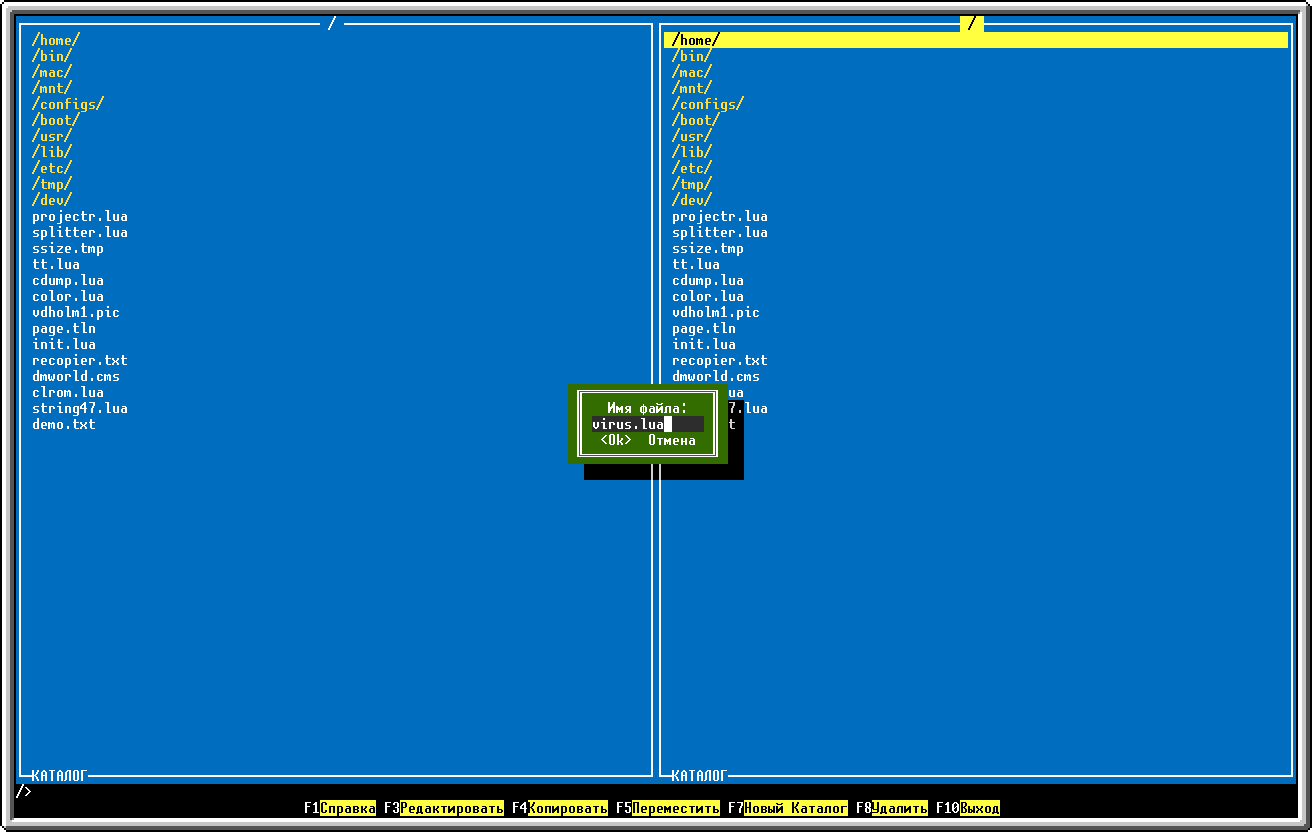 /
/home/
/bin/
/mac/
/mnt/
/configs/
/boot/
/usr/
/lib/
/etc/
/tmp/
/dev/
projectr.lua
splitter.lua
ssize.tmp
tt.lua
cdump.lua
color.lua
vdholm1.pic
page.tln
init.lua
recopier.txt
dmworld.cms
clrom.lua
string47.lua
demo.txt
КАТАЛОГ
/
/home/
/bin/
/mac/
/mnt/
/configs/
/boot/
/usr/
/lib/
/etc/
/tmp/
/dev/
projectr.lua
splitter.lua
ssize.tmp
tt.lua
cdump.lua
color.lua
vdholm1.pic
page.tln
init.lua
recopier.txt
dmworld.cms
ua
7.lua
t
КАТАЛОГ
Имя файла:
virus.lua
<Ok> Отмена
/>
F1Справка F3Редактировать F4Копировать F5Переместить F7Новый Каталог F8Удалить F10Выход